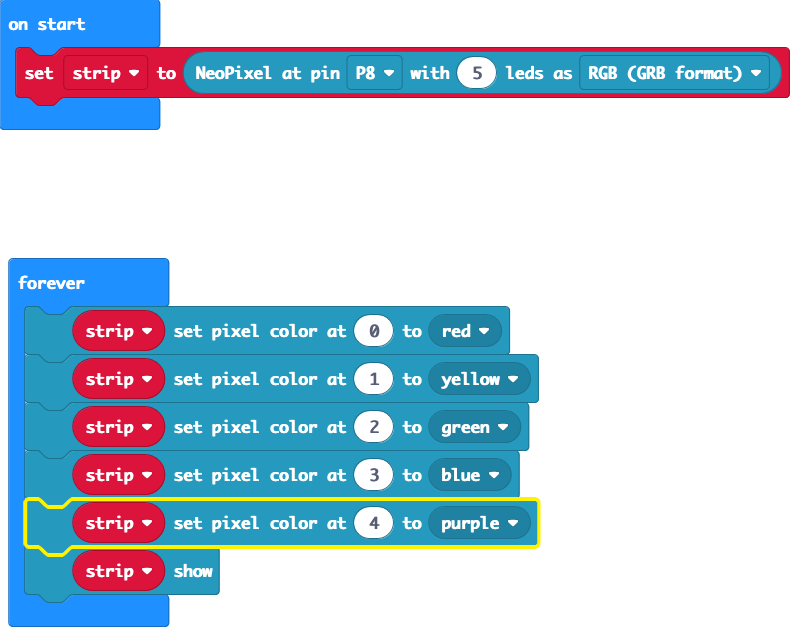 on start
set strip to NeoPixel at pin P8 with 5 leds as RGB (GRB format)
forever
strip set pixel color at 0 to red
strip set pixel color at 1 to yellow
strip set pixel color at 2 to green
strip set pixel color at 3 to blue
strip set pixel color at 4 to purple
strip show